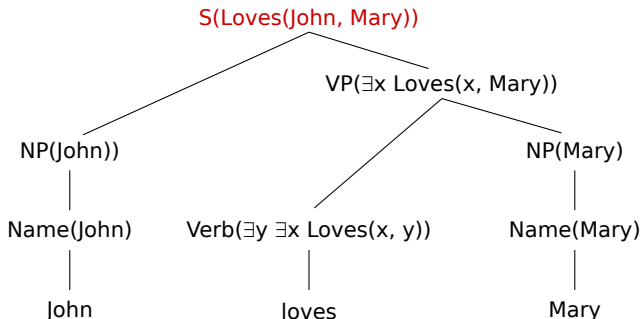 S(Loves(John, Mary))
VP(∃x Loves(x, Mary))
NP(John))
NP(Mary)
Name(John)
Verb(∃y ∃x Loves(x, y))
Name(Mary)
John
loves
Mary